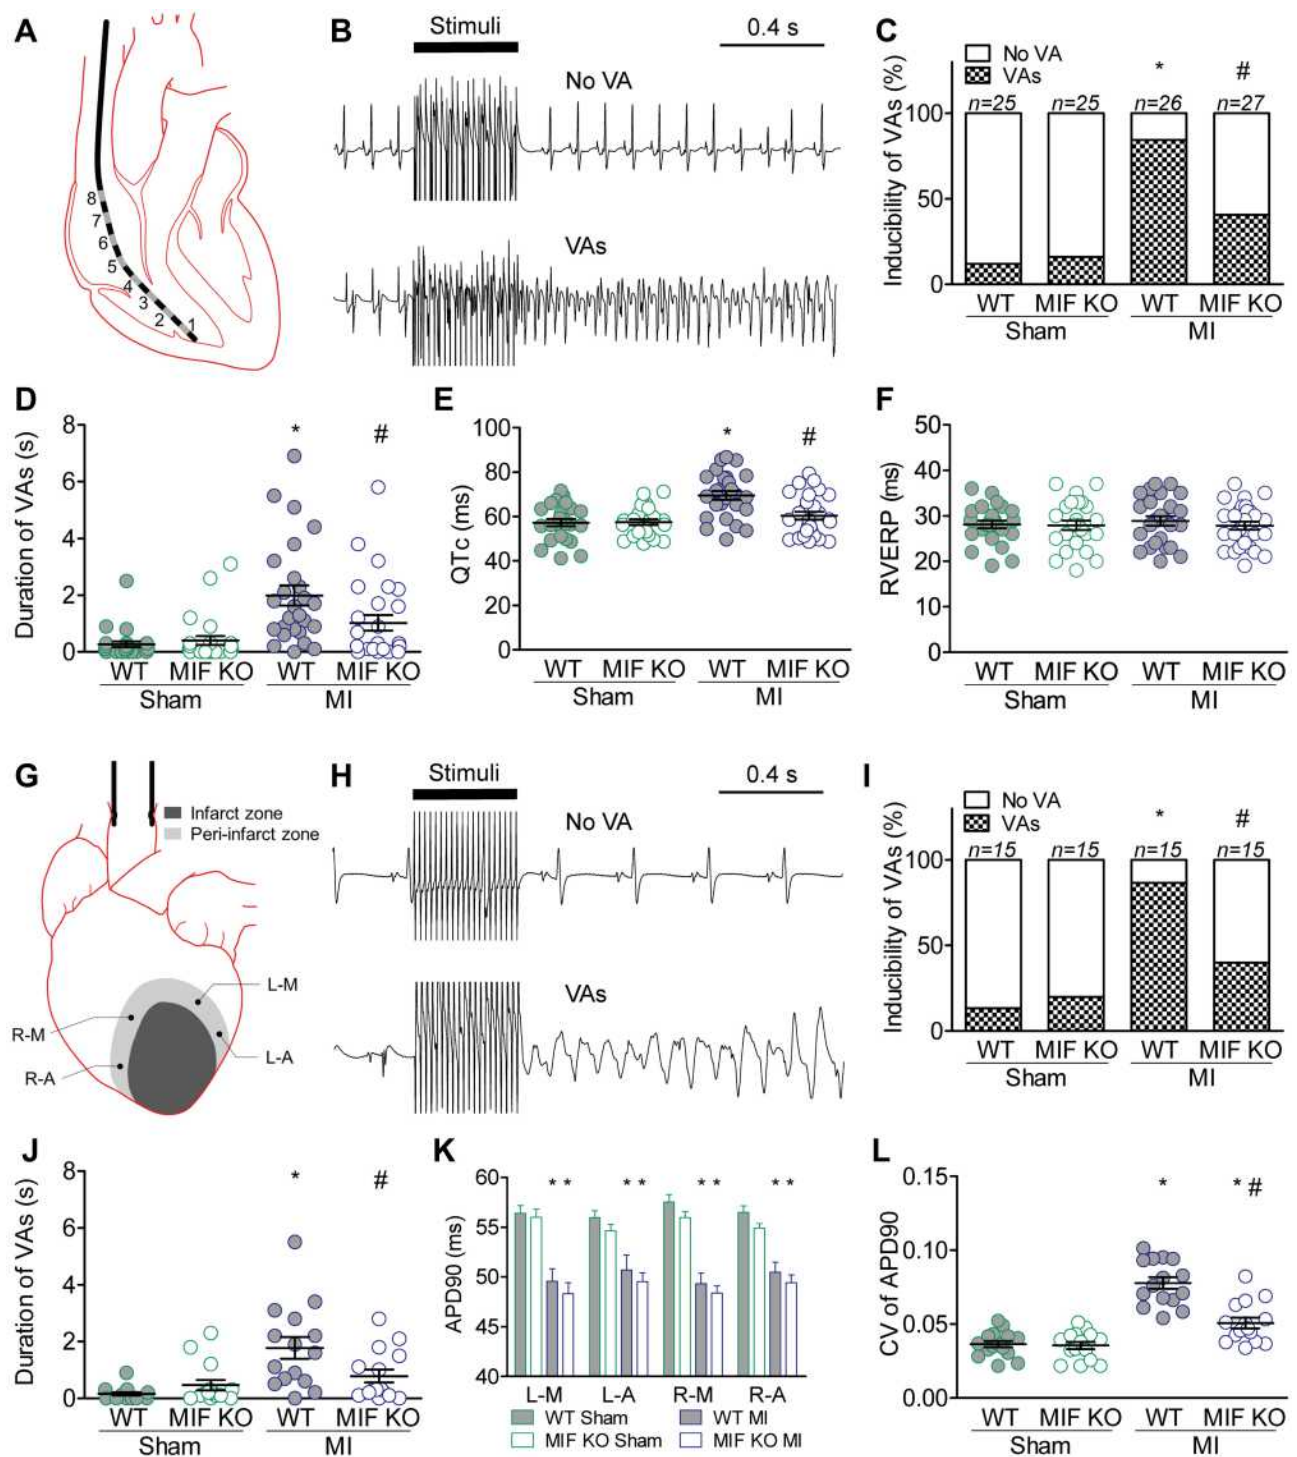 A
8
7
6
5
4
3
2
1
B
Stimuli
0.4 s
No VA
VAs
C
No VA
VAs
Inducibility of VAs (%)
100
50
0
n=25
n=25
n=26
n=27
*
#
WT
MIF KO
WT
MIF KO
Sham
MI
D
Duration of VAs (s)
8
6
4
2
0
*
#
WT
MIF KO
WT
MIF KO
Sham
MI
E
QTc (ms)
100
80
60
40
20
0
*
#
WT
MIF KO
WT
MIF KO
Sham
MI
F
RVERP (ms)
50
40
30
20
10
0
WT
MIF KO
WT
MIF KO
Sham
MI
G
Infarct zone
Peri-infarct zone
L-M
R-M
L-A
R-A
H
Stimuli
0.4 s
No VA
VAs
I
No VA
VAs
Inducibility of VAs (%)
100
50
0
n=15
n=15
n=15
n=15
*
#
WT
MIF KO
WT
MIF KO
Sham
MI
J
Duration of VAs (s)
8
6
4
2
0
*
#
WT
MIF KO
WT
MIF KO
Sham
MI
K
APD90 (ms)
60
55
50
45
40
* *
* *
* *
* *
L-M
L-A
R-M
R-A
WT Sham
WT MI
MIF KO Sham
MIF KO MI
L
CV of APD90
0.15
0.10
0.05
0.00
*
* #
WT
MIF KO
WT
MIF KO
Sham
MI